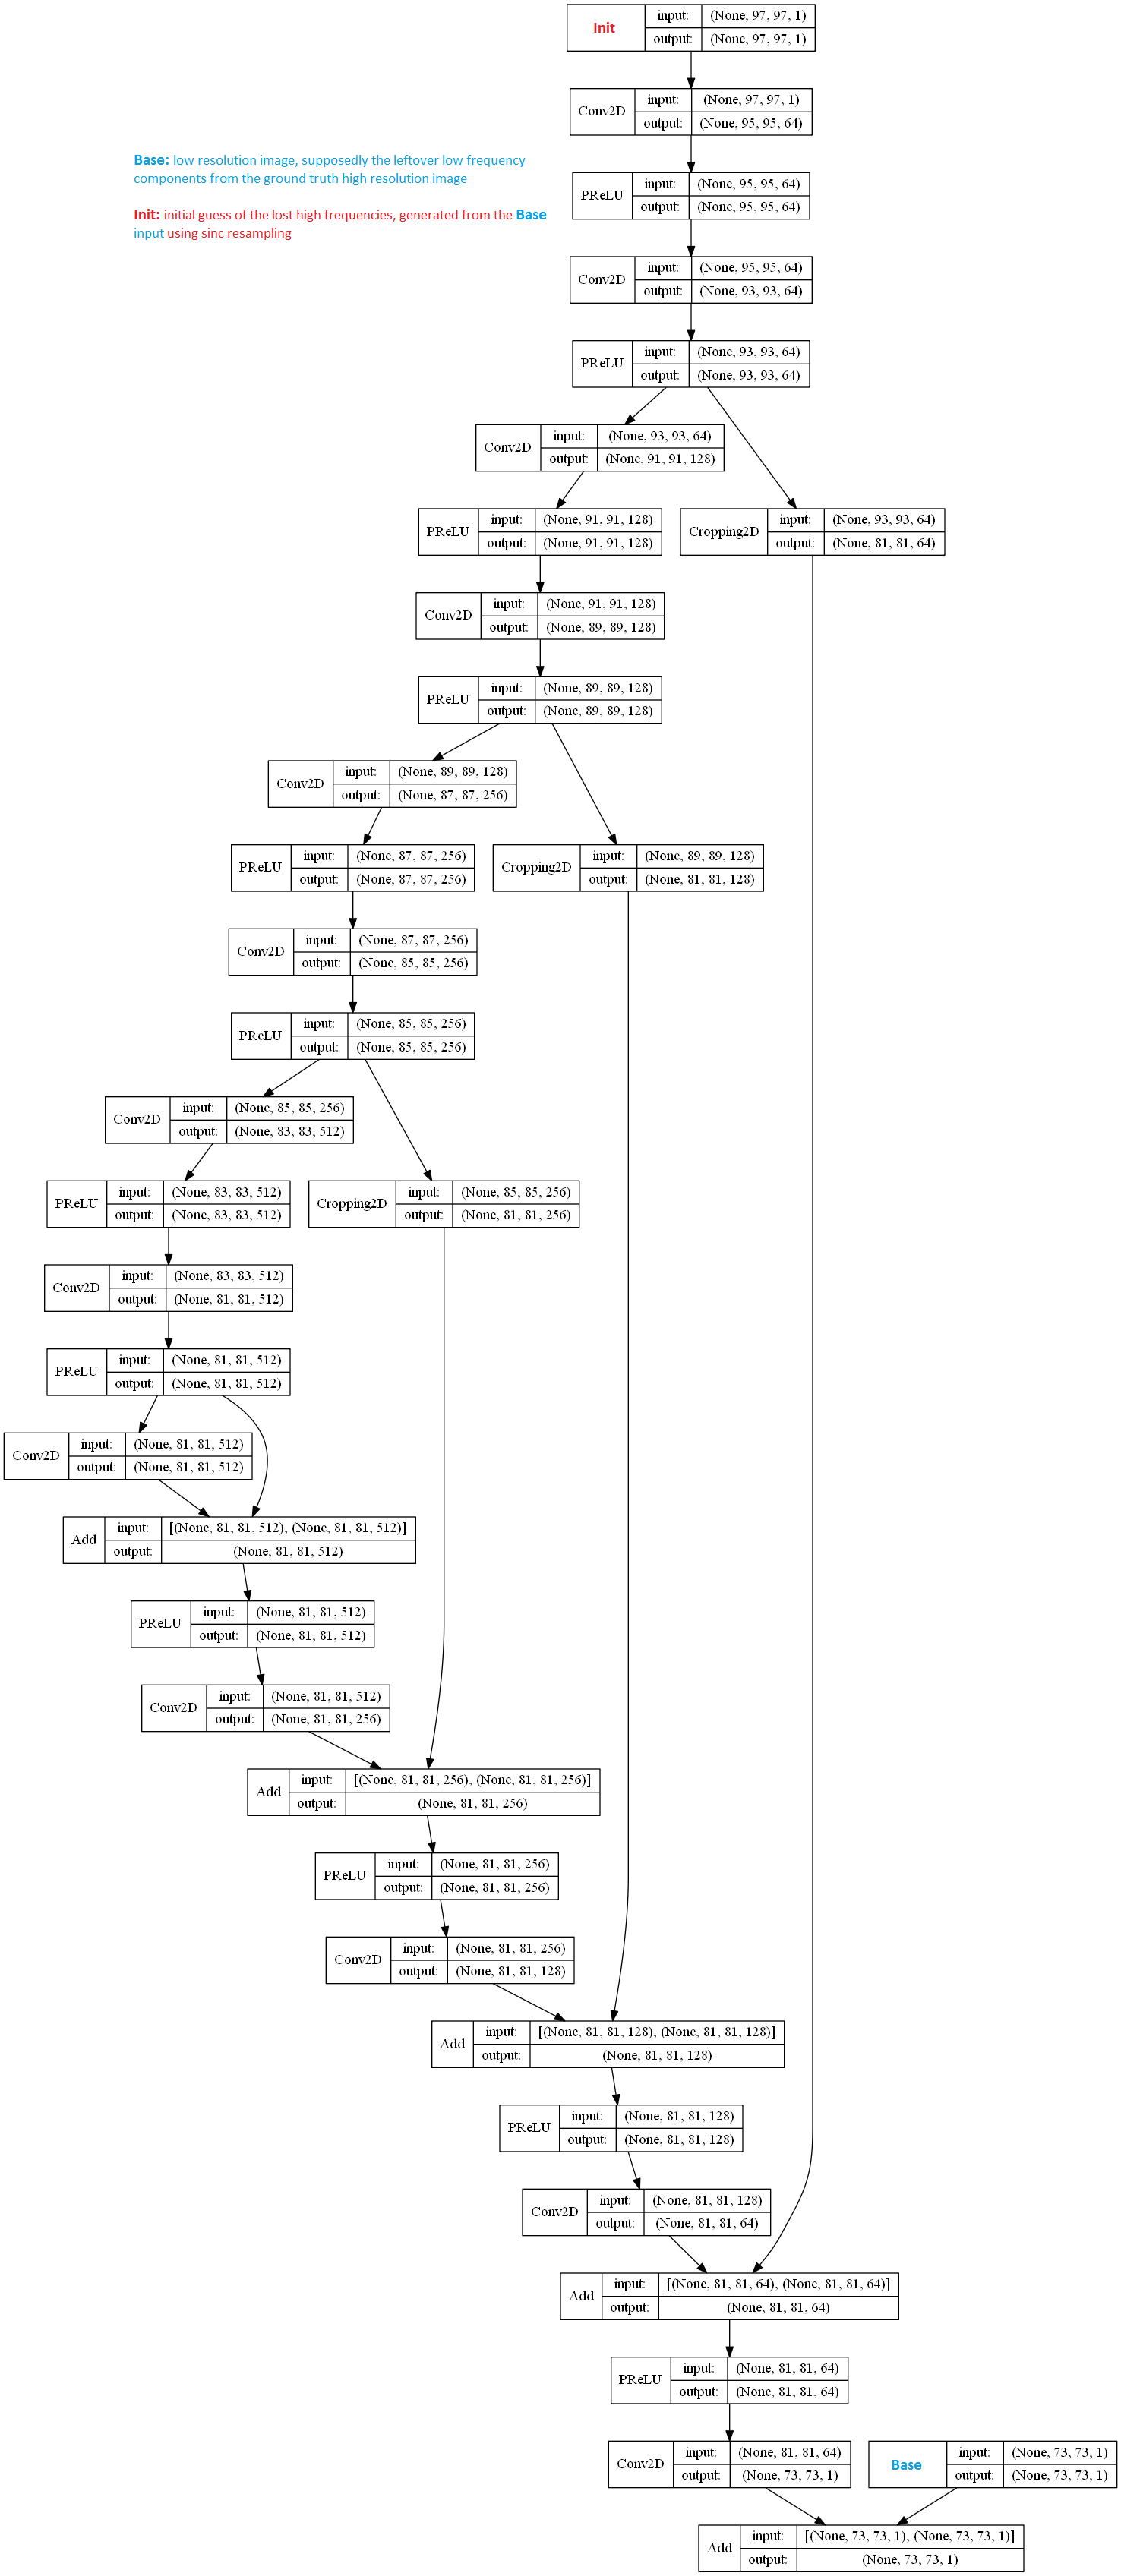 Init
input: (None, 97, 97, 1)
output: (None, 97, 97, 1)
Conv2D
input: (None, 97, 97, 1)
output: (None, 95, 95, 64)
Base: low resolution image, supposedly the leftover low frequency
components from the ground truth high resolution image
Init: initial guess of the lost high frequencies, generated from the Base
input using sinc resampling
PReLU
input: (None, 95, 95, 64)
output: (None, 95, 95, 64)
Conv2D
input: (None, 95, 95, 64)
output: (None, 93, 93, 64)
PReLU
input: (None, 93, 93, 64)
output: (None, 93, 93, 64)
Conv2D
input: (None, 93, 93, 64)
output: (None, 91, 91, 128)
PReLU
input: (None, 91, 91, 128)
output: (None, 91, 91, 128)
Cropping2D
input: (None, 93, 93, 64)
output: (None, 81, 81, 64)
Conv2D
input: (None, 91, 91, 128)
output: (None, 89, 89, 128)
PReLU
input: (None, 89, 89, 128)
output: (None, 89, 89, 128)
Conv2D
input: (None, 89, 89, 128)
output: (None, 87, 87, 256)
PReLU
input: (None, 87, 87, 256)
output: (None, 87, 87, 256)
Cropping2D
input: (None, 89, 89, 128)
output: (None, 81, 81, 128)
Conv2D
input: (None, 87, 87, 256)
output: (None, 85, 85, 256)
PReLU
input: (None, 85, 85, 256)
output: (None, 85, 85, 256)
Conv2D
input: (None, 85, 85, 256)
output: (None, 83, 83, 512)
PReLU
input: (None, 83, 83, 512)
output: (None, 83, 83, 512)
Cropping2D
input: (None, 85, 85, 256)
output: (None, 81, 81, 256)
Conv2D
input: (None, 83, 83, 512)
output: (None, 81, 81, 512)
PReLU
input: (None, 81, 81, 512)
output: (None, 81, 81, 512)
Conv2D
input: (None, 81, 81, 512)
output: (None, 81, 81, 512)
Add
input: [(None, 81, 81, 512), (None, 81, 81, 512)]
output: (None, 81, 81, 512)
PReLU
input: (None, 81, 81, 512)
output: (None, 81, 81, 512)
Conv2D
input: (None, 81, 81, 512)
output: (None, 81, 81, 256)
Add
input: [(None, 81, 81, 256), (None, 81, 81, 256)]
output: (None, 81, 81, 256)
PReLU
input: (None, 81, 81, 256)
output: (None, 81, 81, 256)
Conv2D
input: (None, 81, 81, 256)
output: (None, 81, 81, 128)
Add
input: [(None, 81, 81, 128), (None, 81, 81, 128)]
output: (None, 81, 81, 128)
PReLU
input: (None, 81, 81, 128)
output: (None, 81, 81, 128)
Conv2D
input: (None, 81, 81, 128)
output: (None, 81, 81, 64)
Add
input: [(None, 81, 81, 64), (None, 81, 81, 64)]
output: (None, 81, 81, 64)
PReLU
input: (None, 81, 81, 64)
output: (None, 81, 81, 64)
Conv2D
input: (None, 81, 81, 64)
output: (None, 73, 73, 1)
Base
input: (None, 73, 73, 1)
output: (None, 73, 73, 1)
Add
input: [(None, 73, 73, 1), (None, 73, 73, 1)]
output: (None, 73, 73, 1)